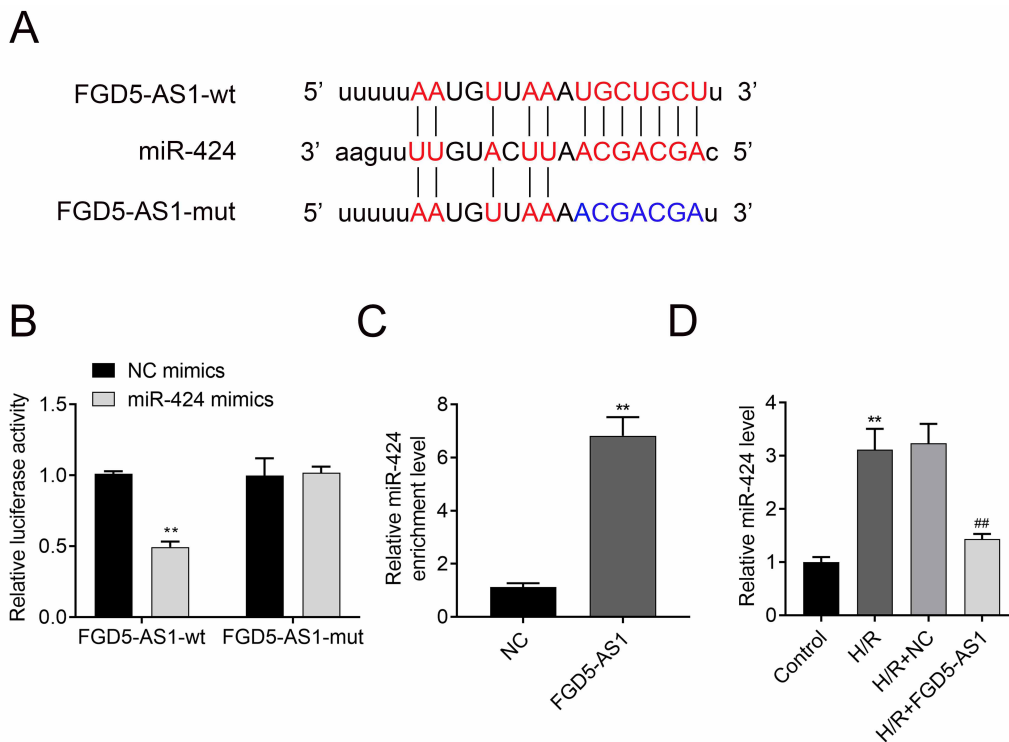 A
FGD5-AS1-wt 5’ uuuuuAAUGUUAAAUGCUGCUu 3’
miR-424 3’ aaguuUUGUACUUAACGACGAc 5’
FGD5-AS1-mut 5’ uuuuuAAUGUUAAAACGACGAu 3’
B
NC mimics
miR-424 mimics
Relative luciferase activity
1.5
1.0
0.5
0.0
**
FGD5-AS1-wt FGD5-AS1-mut
C
Relative miR-424
enrichment level
8
6
4
2
0
**
NC
FGD5-AS1
D
Relative miR-424 level
4
3
2
1
0
**
##
Control
H/R
H/R+NC
H/R+FGD5-AS1